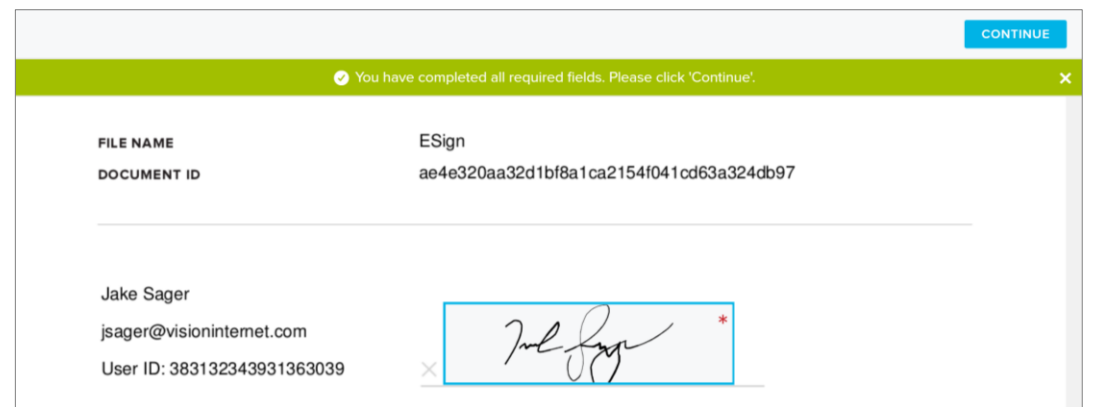 CONTINUE
You have completed all required fields. Please click 'Continue'.
FILE NAME ESign
DOCUMENT ID ae4e320aa32d1bf8a1ca2154f041cd63a324db97
Jake Sager
jsager@visioninternet.com
*
User ID: 383132343931363039